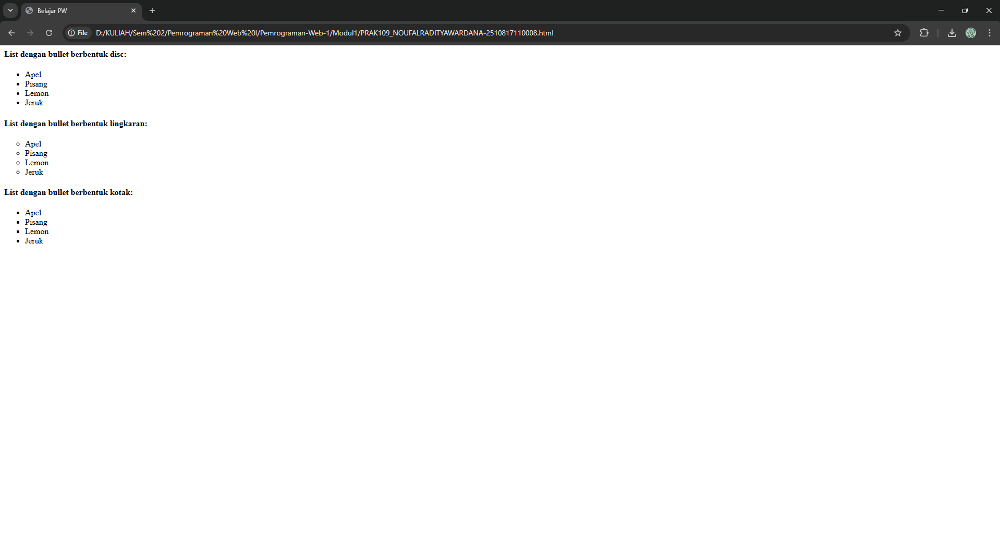 Belajar PW
File D:/KULIAH/Sem%202/Pemrograman%20Web%20I/Pemrograman-Web-1/Modul1/PRAK109_NOUFALRADITYAWARDANA-2510817110008.html
List dengan bullet berbentuk disc:
Apel
Pisang
Lemon
Jeruk
List dengan bullet berbentuk lingkaran:
Apel
Pisang
Lemon
Jeruk
List dengan bullet berbentuk kotak:
Apel
Pisang
Lemon
Jeruk